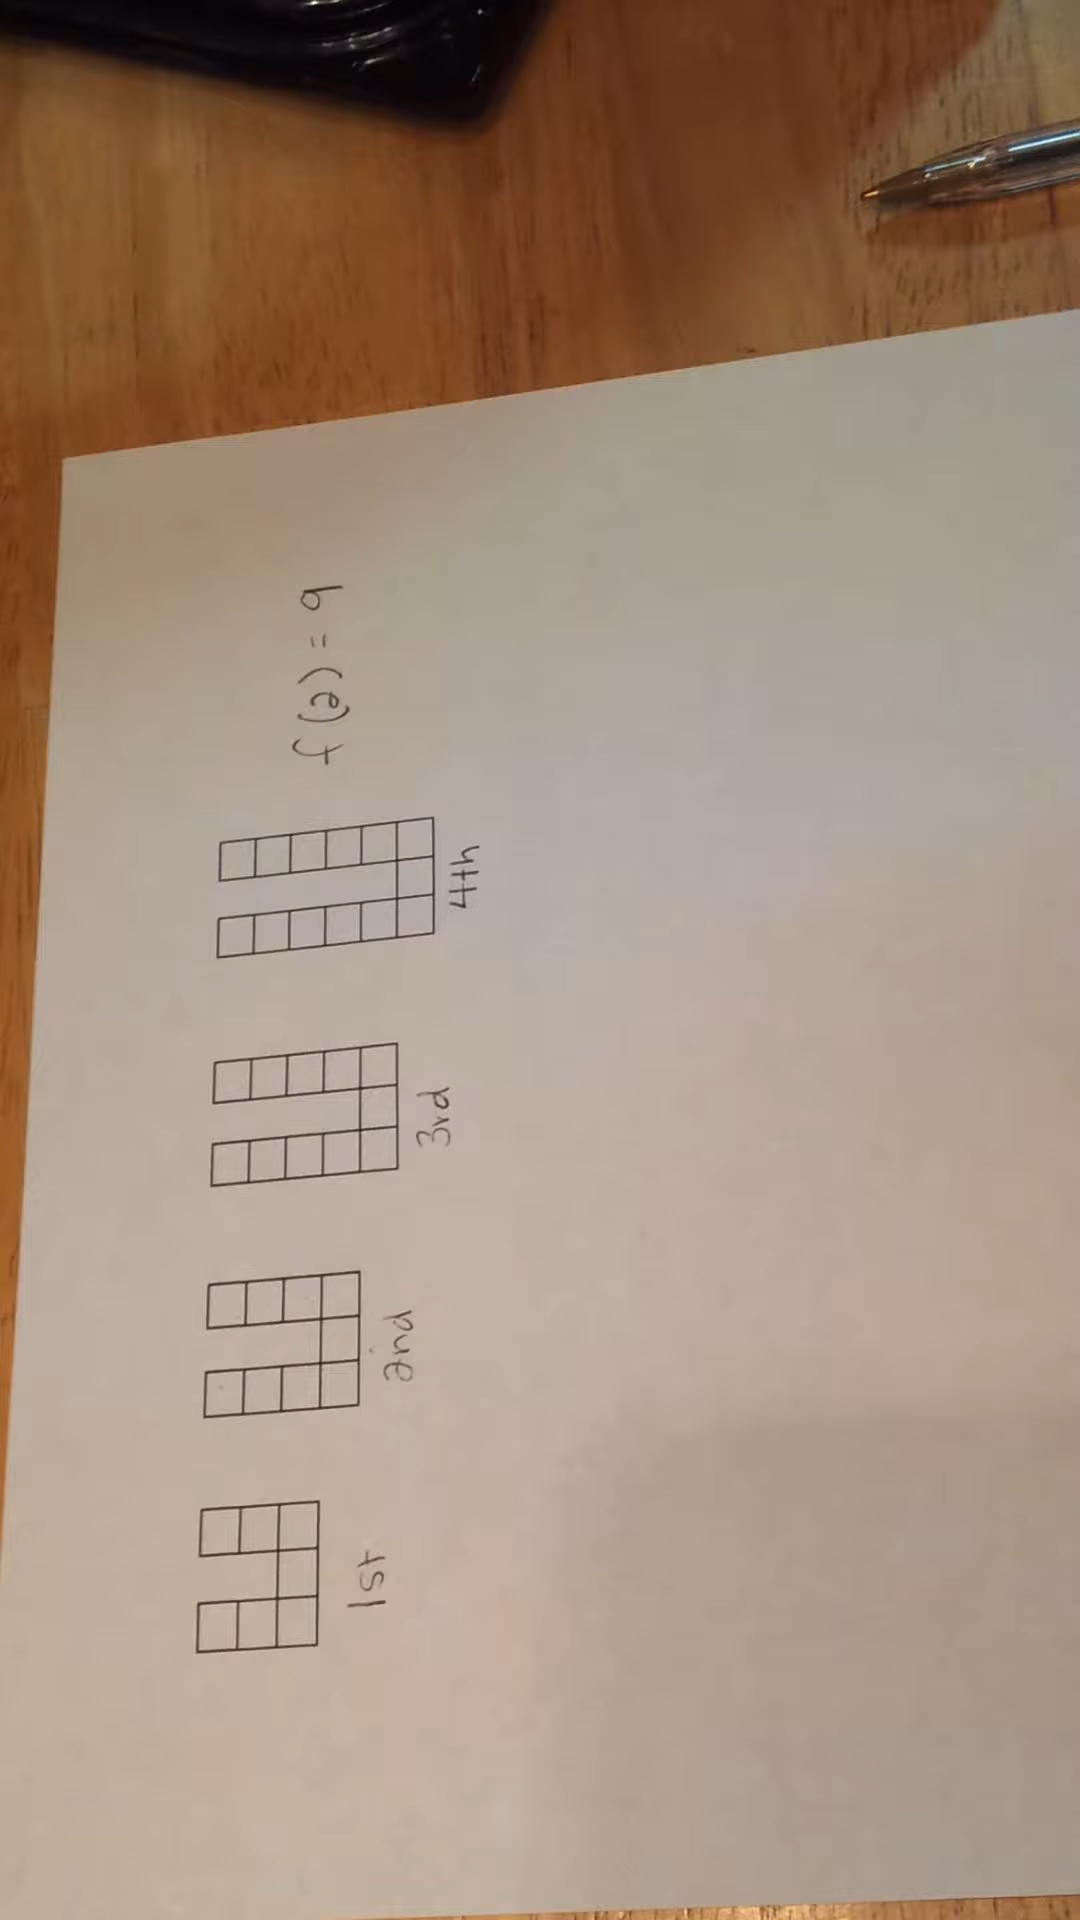 f(2) = 9
1st 2nd 3rd 4th